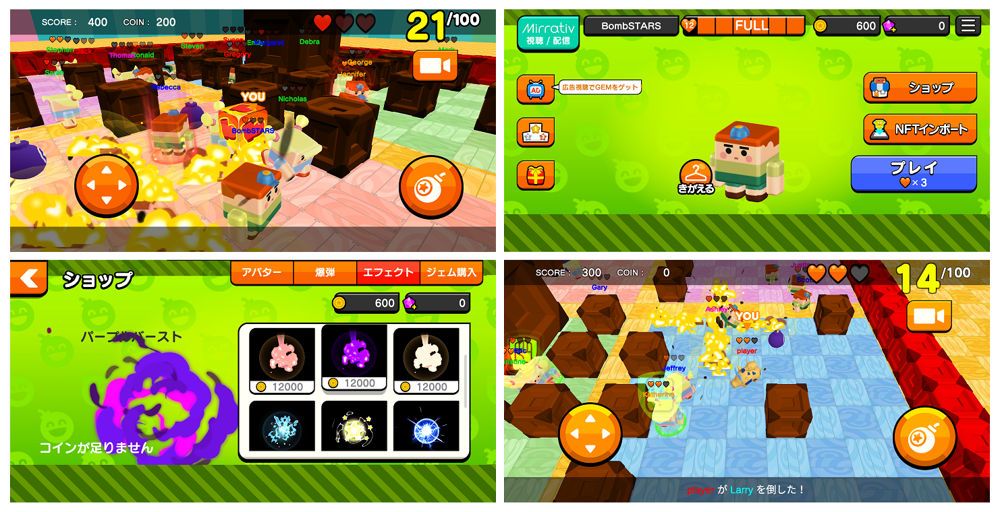 SCORE： 400 COIN： 200
21/100
Stephen
Jack
Thomas
Ronald
Steven
Susan
Gregory
Emily
Margaret
Debra
Mark
Sarah
George
Jennifer
Rebecca
YOU
Nicholas
BombSTARS
Mirrativ
視聴 / 配信
BombSTARS
12 FULL
600
0
AD
広告視聴でGEMをゲット
SHOP
ショップ
NFTインポート
プレイ
×3
きがえる
ショップ
アバター 爆弾 エフェクト ジェム購入
600
0
パープルバースト
12000
12000
12000
コインが足りません
SCORE： 300 COIN： 0
14/100
Gary
Ashley
YOU
player
Jeffrey
Katherine
player が Larry を倒した！